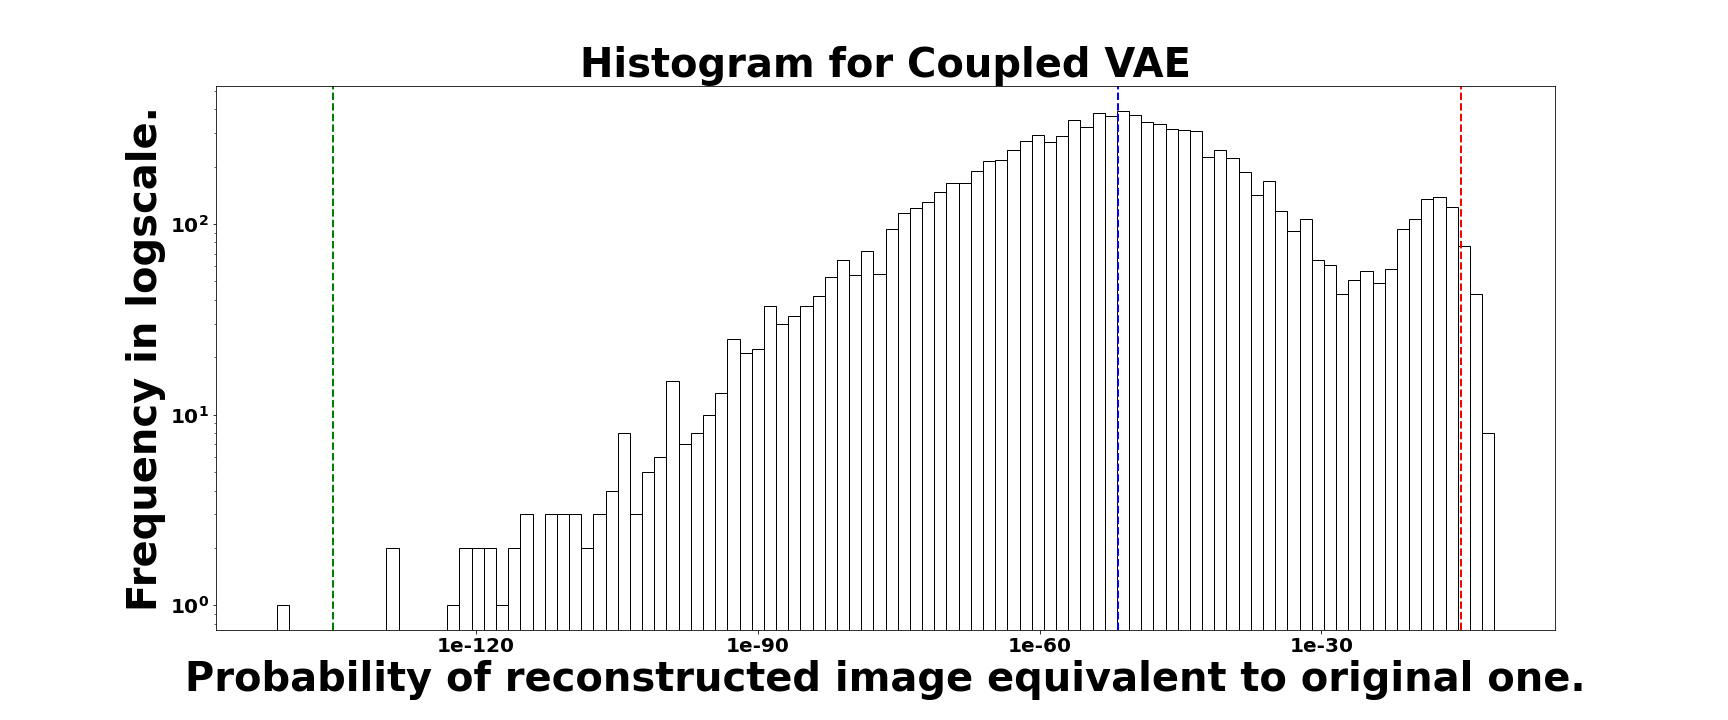 Histogram for Coupled VAE
Frequency in logscale.
10²
10¹
10⁰
1e-120 1e-90 1e-60 1e-30
Probability of reconstructed image equivalent to original one.